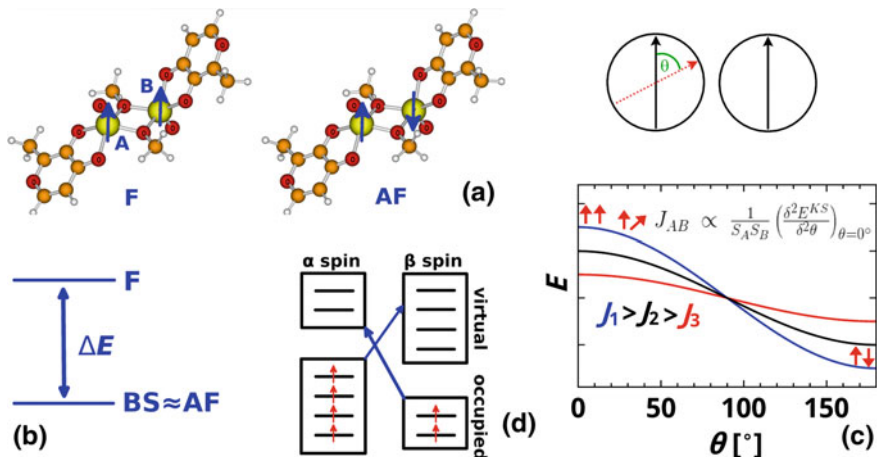 B
A
F
AF
(a)
θ
F
ΔE
BS≈AF
(b)
α spin
β spin
virtual
occupied
(d)
J_AB ∝ 1/(S_A S_B) (δ²E^KS/δ²θ)_θ=0°
E
J₁>J₂>J₃
0 50 100 150
θ [°]
(c)